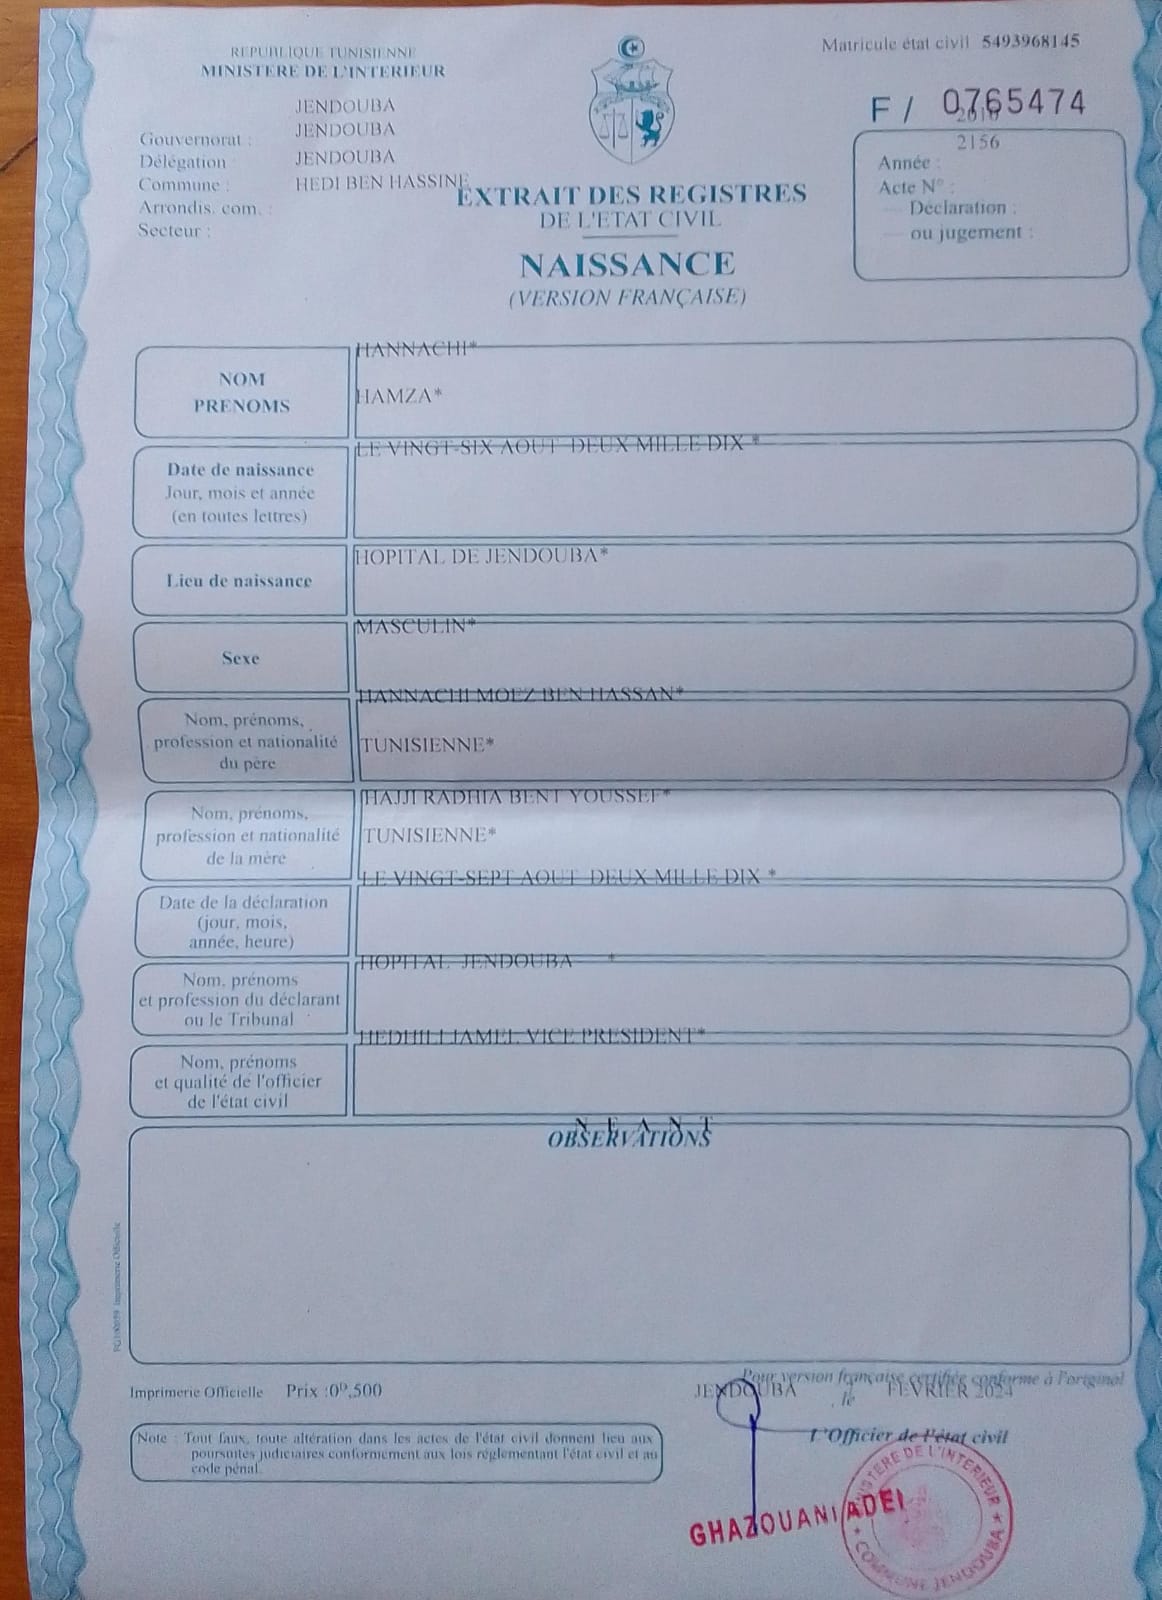 REPUBLIQUE TUNISIENNE
MINISTERE DE L'INTERIEUR
Matricule état civil 5493968145
F / 0765474
2010
2156
JENDOUBA
Gouvernorat : JENDOUBA
Délégation : JENDOUBA
Commune : HEDI BEN HASSINE
Arrondis. com. :
Secteur :
Année :
Acte N° :
— Déclaration :
— ou jugement :
EXTRAIT DES REGISTRES
DE L'ETAT CIVIL
NAISSANCE
(VERSION FRANÇAISE)
HANNACHI*
NOM
PRENOMS
HAMZA*
LE VINGT-SIX AOUT DEUX MILLE DIX *
Date de naissance
Jour, mois et année
(en toutes lettres)
HOPITAL DE JENDOUBA*
Lieu de naissance
MASCULIN*
Sexe
HANNACHI MOEZ BEN HASSAN*
Nom, prénoms,
profession et nationalité
du père
TUNISIENNE*
HAJJI RADHIA BENT YOUSSEF*
Nom, prénoms,
profession et nationalité
de la mère
TUNISIENNE*
LE VINGT-SEPT AOUT DEUX MILLE DIX *
Date de la déclaration
(jour, mois,
année, heure)
HOPITAL JENDOUBA *
Nom, prénoms
et profession du déclarant
ou le Tribunal
HEDHILI JAMEL VICE PRESIDENT*
Nom, prénoms
et qualité de l'officier
de l'état civil
N E A N T
OBSERVATIONS
Imprimerie Officielle
Imprimerie Officielle Prix :0D,500
Pour version française certifiée conforme à l'original
JENDOUBA , le FEVRIER 2024
L'Officier de l'état civil
Note : Tout faux, toute altération dans les actes de l'état civil donnent lieu aux
poursuites judiciaires conformement aux lois réglementant l'état civil et au
code pénal.
GHAZOUANI ADEL
MINISTERE DE L'INTERIEUR
* COMMUNE JENDOUBA *